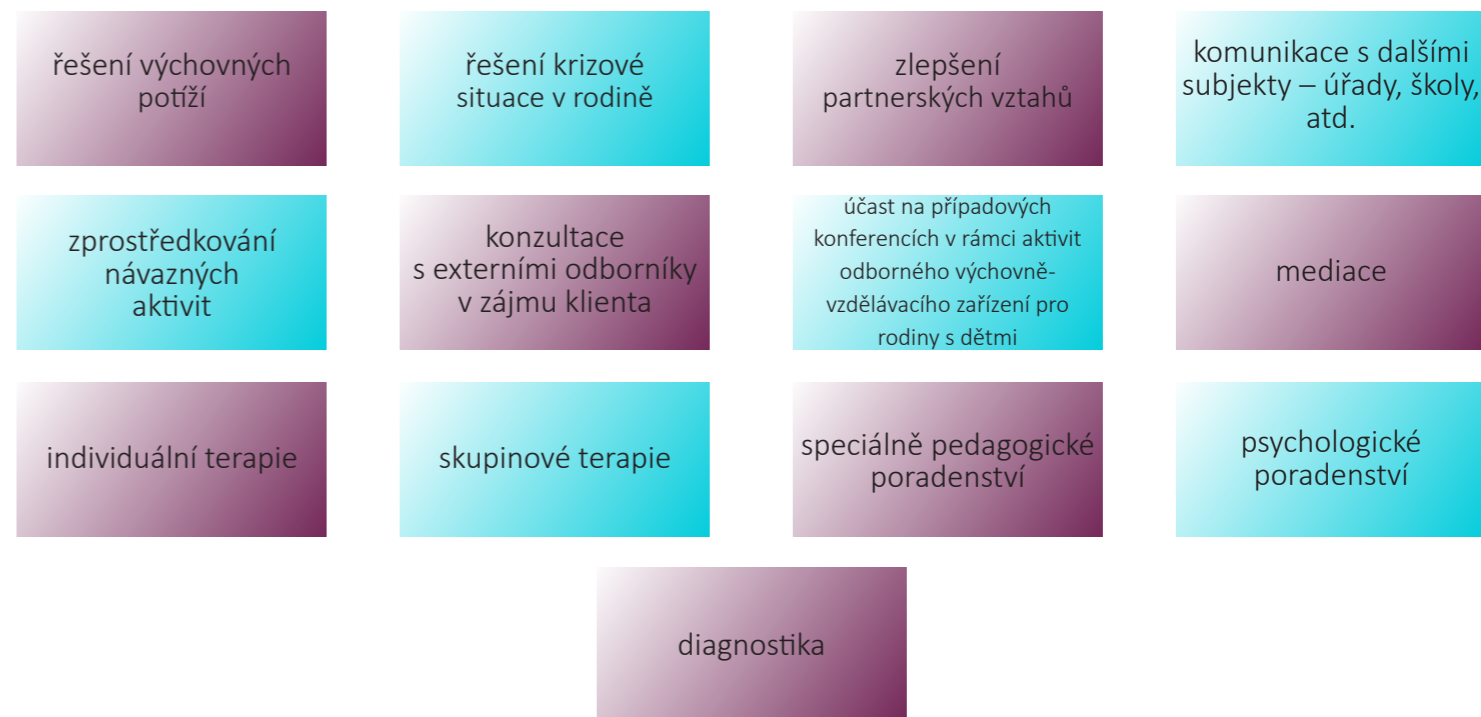 řešení výchovných
potíží
řešení krizové
situace v rodině
zlepšení
partnerských vztahů
komunikace s dalšími
subjekty – úřady, školy,
atd.
zprostředkování
návazných
aktivit
konzultace
s externími odborníky
v zájmu klienta
účast na případových
konferencích v rámci aktivit
odborného výchovně-
vzdělávacího zařízení pro
rodiny s dětmi
mediace
individuální terapie
skupinové terapie
speciálně pedagogické
poradenství
psychologické
poradenství
diagnostika